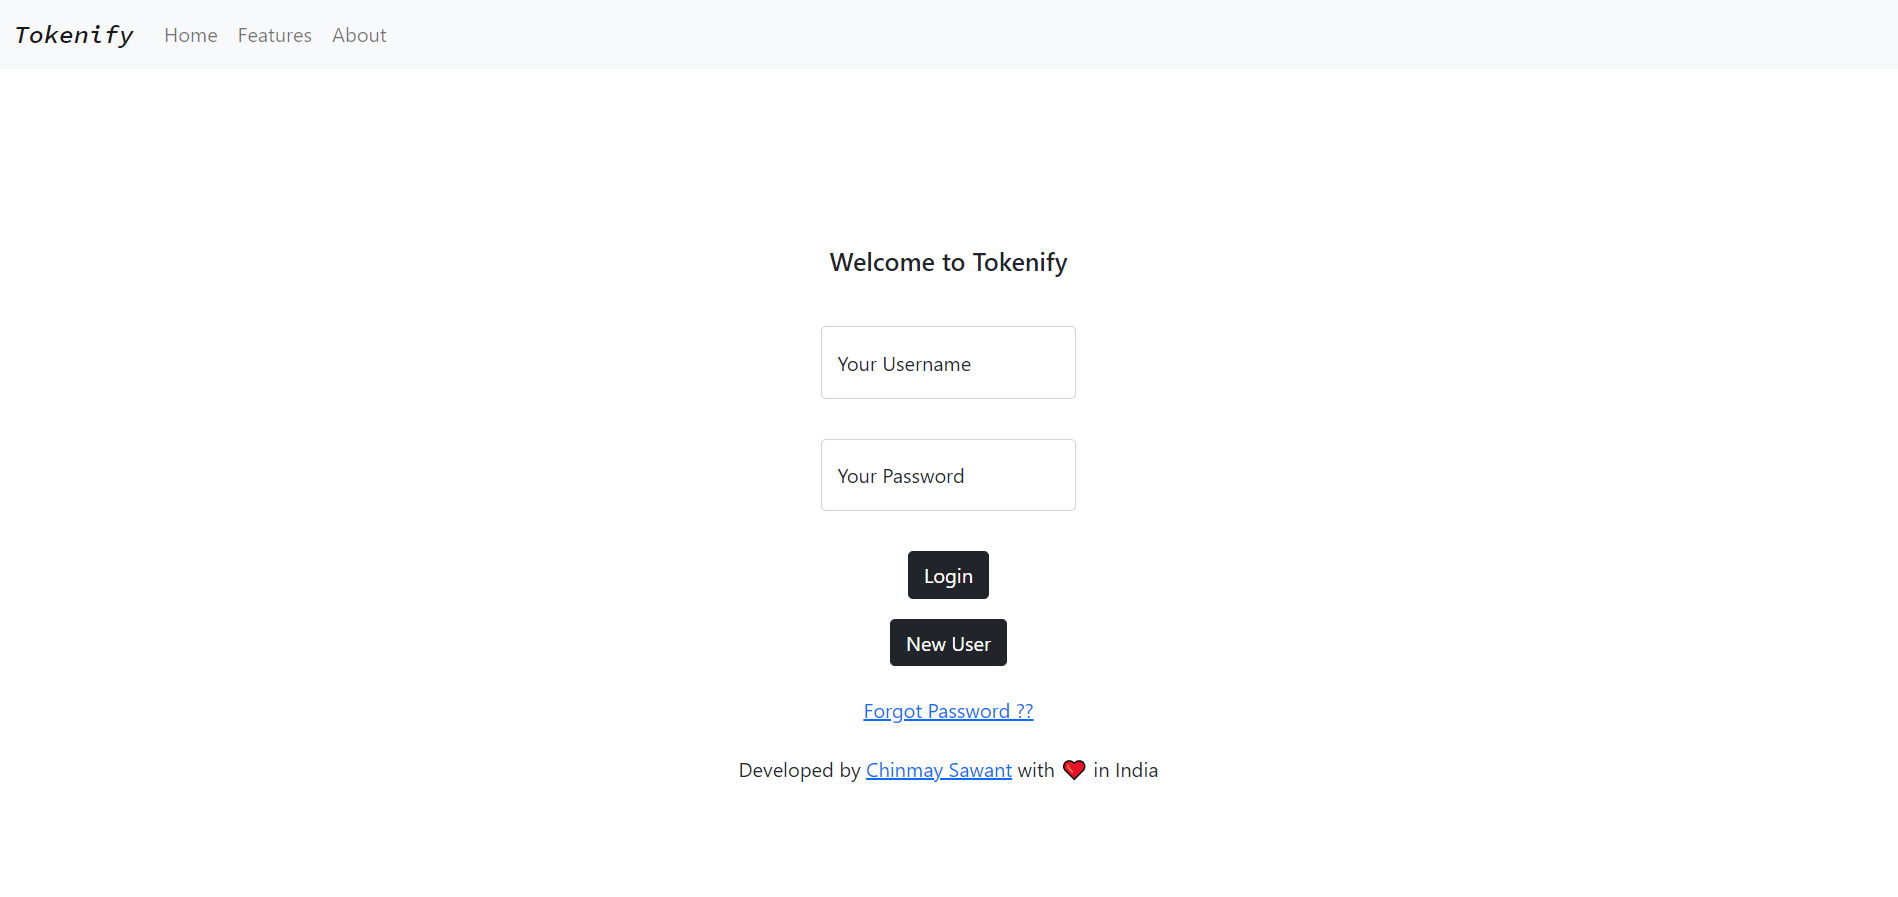 Tokenify Home Features About
Welcome to Tokenify
Your Username
Your Password
Login
New User
Forgot Password ??
Developed by Chinmay Sawant with ❤ in India